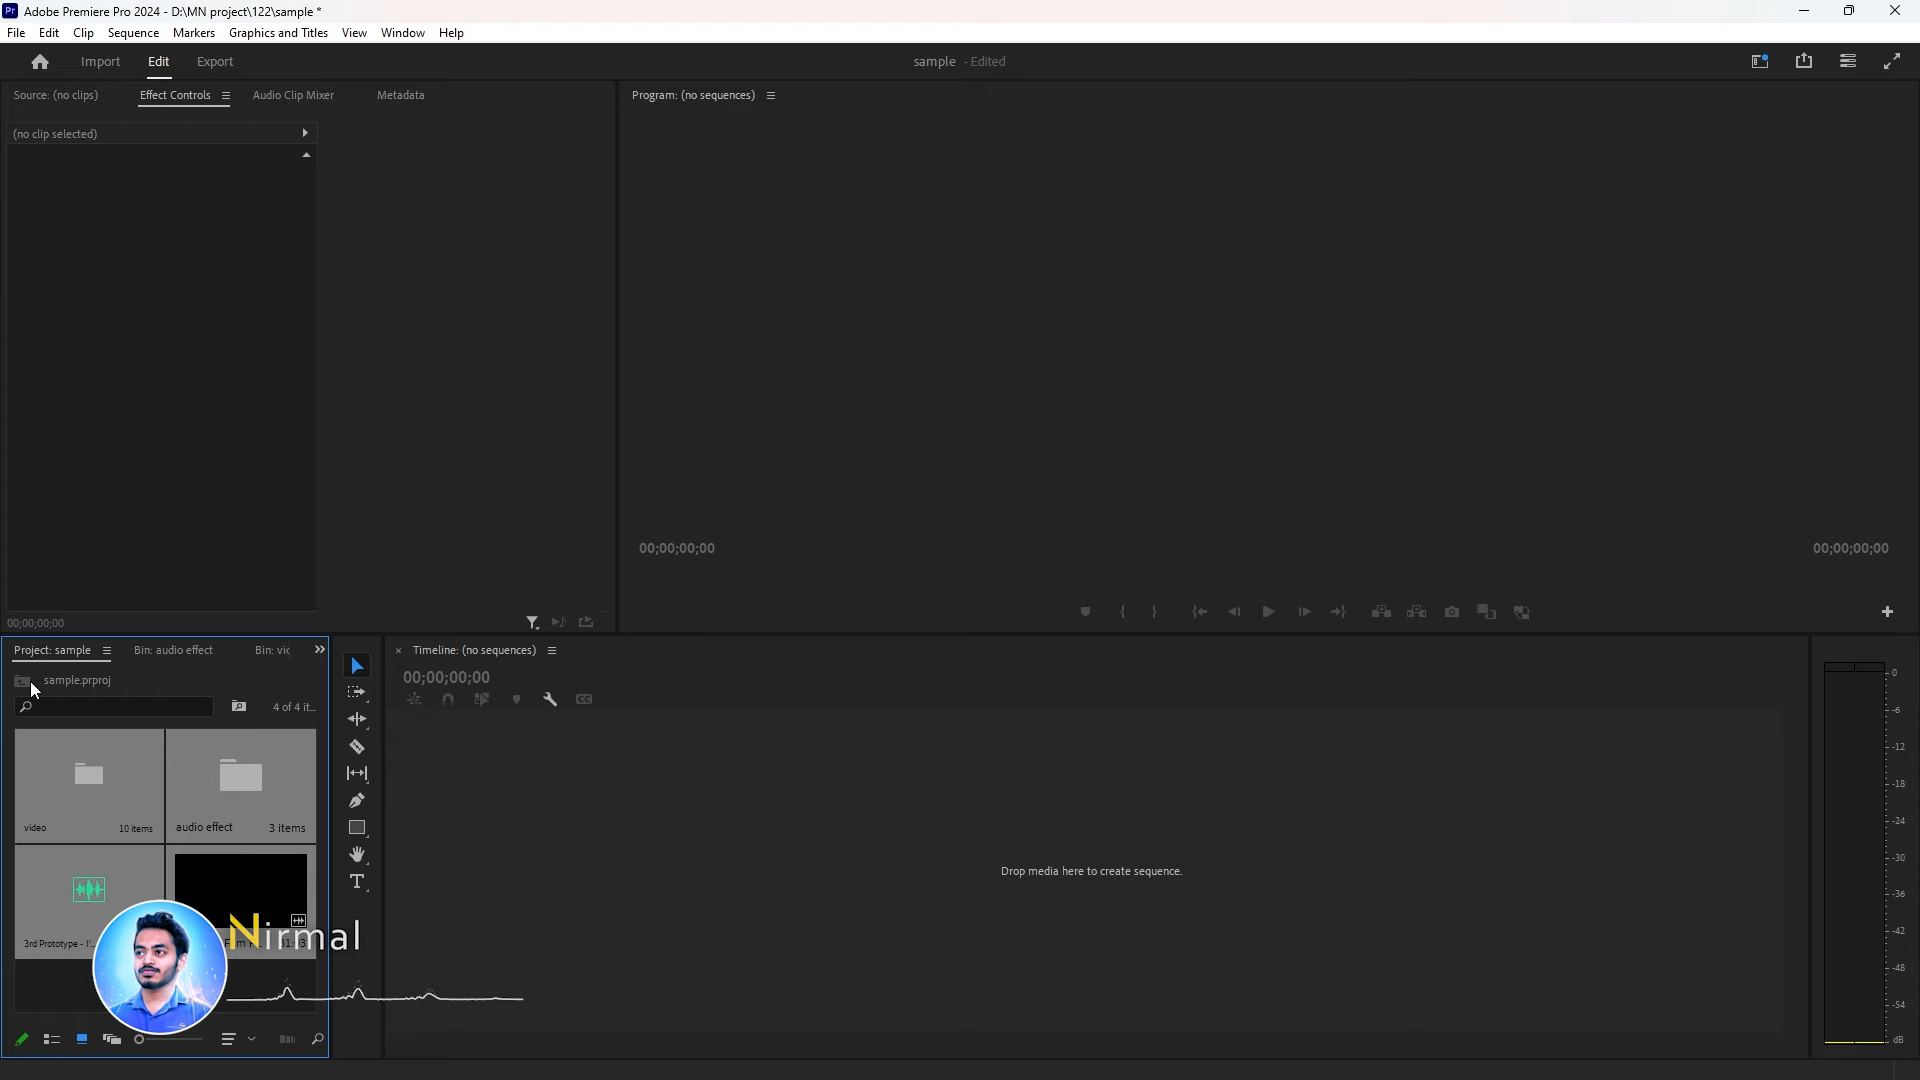 Pr Adobe Premiere Pro 2024 - D:\MN project\122\sample *
File Edit Clip Sequence Markers Graphics and Titles View Window Help
Import Edit Export
sample - Edited
Source: (no clips) Effect Controls Audio Clip Mixer Metadata
Program: (no sequences)
(no clip selected)
00;00;00;00
00;00;00;00
00;00;00;00
Project: sample Bin: audio effect Bin:
Timeline: (no sequences)
sample.prproj
00;00;00;00
4 of 4 it...
CC
video 10 items
audio effect 3 items
Drop media here to create sequence.
3rd Prototype - I'...
Nirmal
T
0
-6
-12
-18
-24
-30
-36
-42
-48
-54
dB